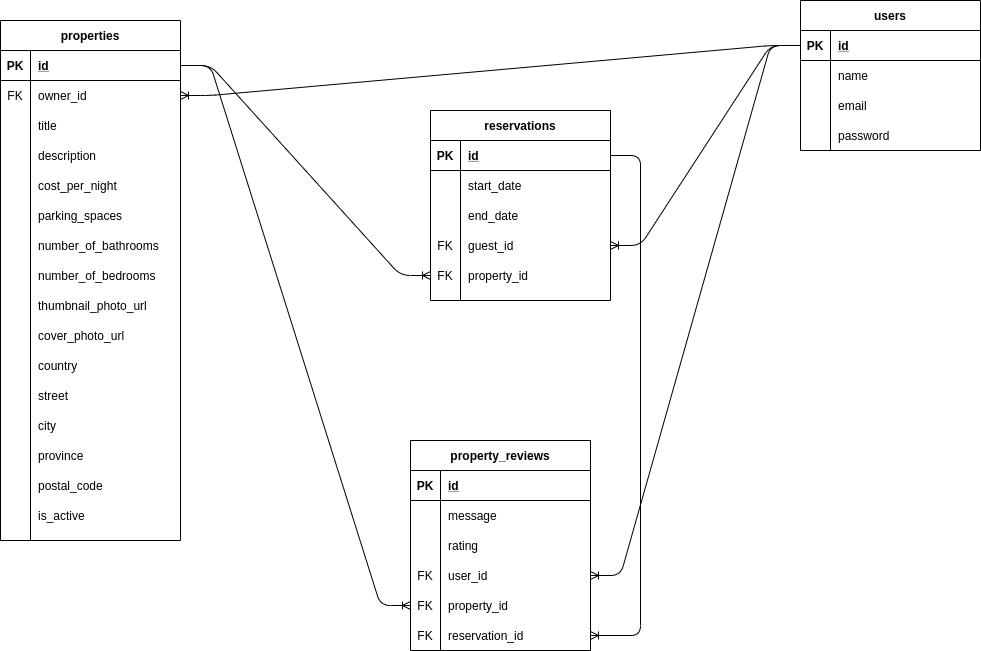 properties
PK id
FK owner_id
title
description
cost_per_night
parking_spaces
number_of_bathrooms
number_of_bedrooms
thumbnail_photo_url
cover_photo_url
country
street
city
province
postal_code
is_active
reservations
PK id
start_date
end_date
FK guest_id
FK property_id
users
PK id
name
email
password
property_reviews
PK id
message
rating
FK user_id
FK property_id
FK reservation_id